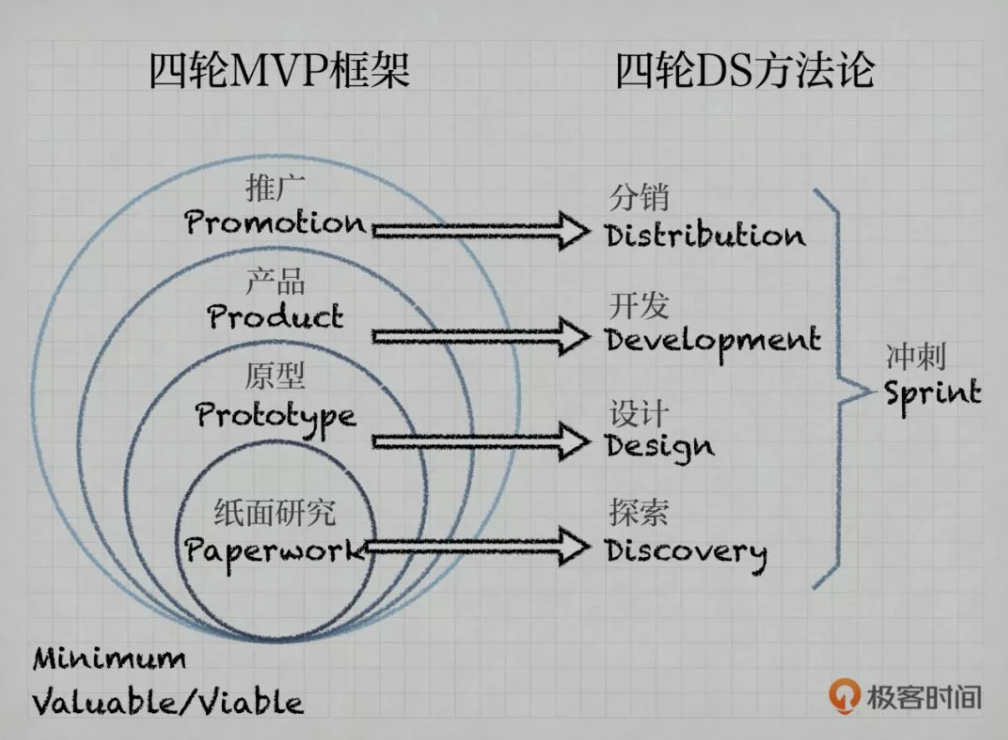 四轮MVP框架
四轮DS方法论
推广
Promotion
产品
Product
原型
Prototype
纸面研究
Paperwork
分销
Distribution
开发
Development
设计
Design
探索
Discovery
冲刺
Sprint
Minimum
Valuable/Viable
极客时间